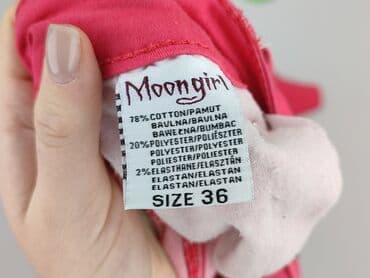 Moongirl
78% COTTON/PAMUT
BAVLNA/BAVLNA
BAWEŁNA/BUMBAC
20% POLYESTER/POLIÉSZTER
POLYESTER/POLYESTER
POLIESTER/POLIESTER
2% ELASTHANE/ELASZTÁN
ELASTAN/ELASTAN
ELASTAN/ELASTAN
SIZE 36